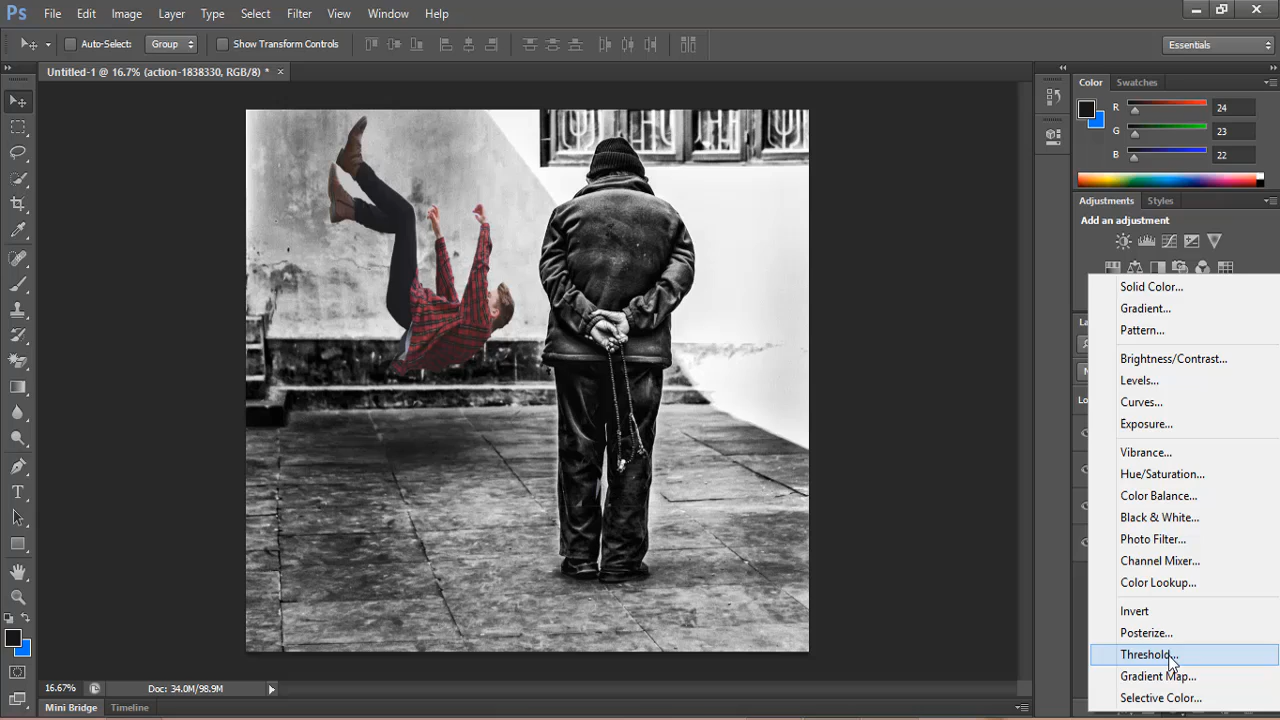 Ps File Edit Image Layer Type Select Filter View Window Help
Auto-Select: Group Show Transform Controls Essentials
Untitled-1 @ 16.7% (action-1838330, RGB/8) * ×
Color Swatches
R 24
G 23
B 22
Adjustments Styles
Add an adjustment
Solid Color...
Gradient...
Pattern...
Brightness/Contrast...
Levels...
Curves...
Exposure...
Vibrance...
Hue/Saturation...
Color Balance...
Black & White...
Photo Filter...
Channel Mixer...
Color Lookup...
Invert
Posterize...
Threshold...
Gradient Map...
Selective Color...
16.67% Doc: 34.0M/98.9M
Mini Bridge Timeline